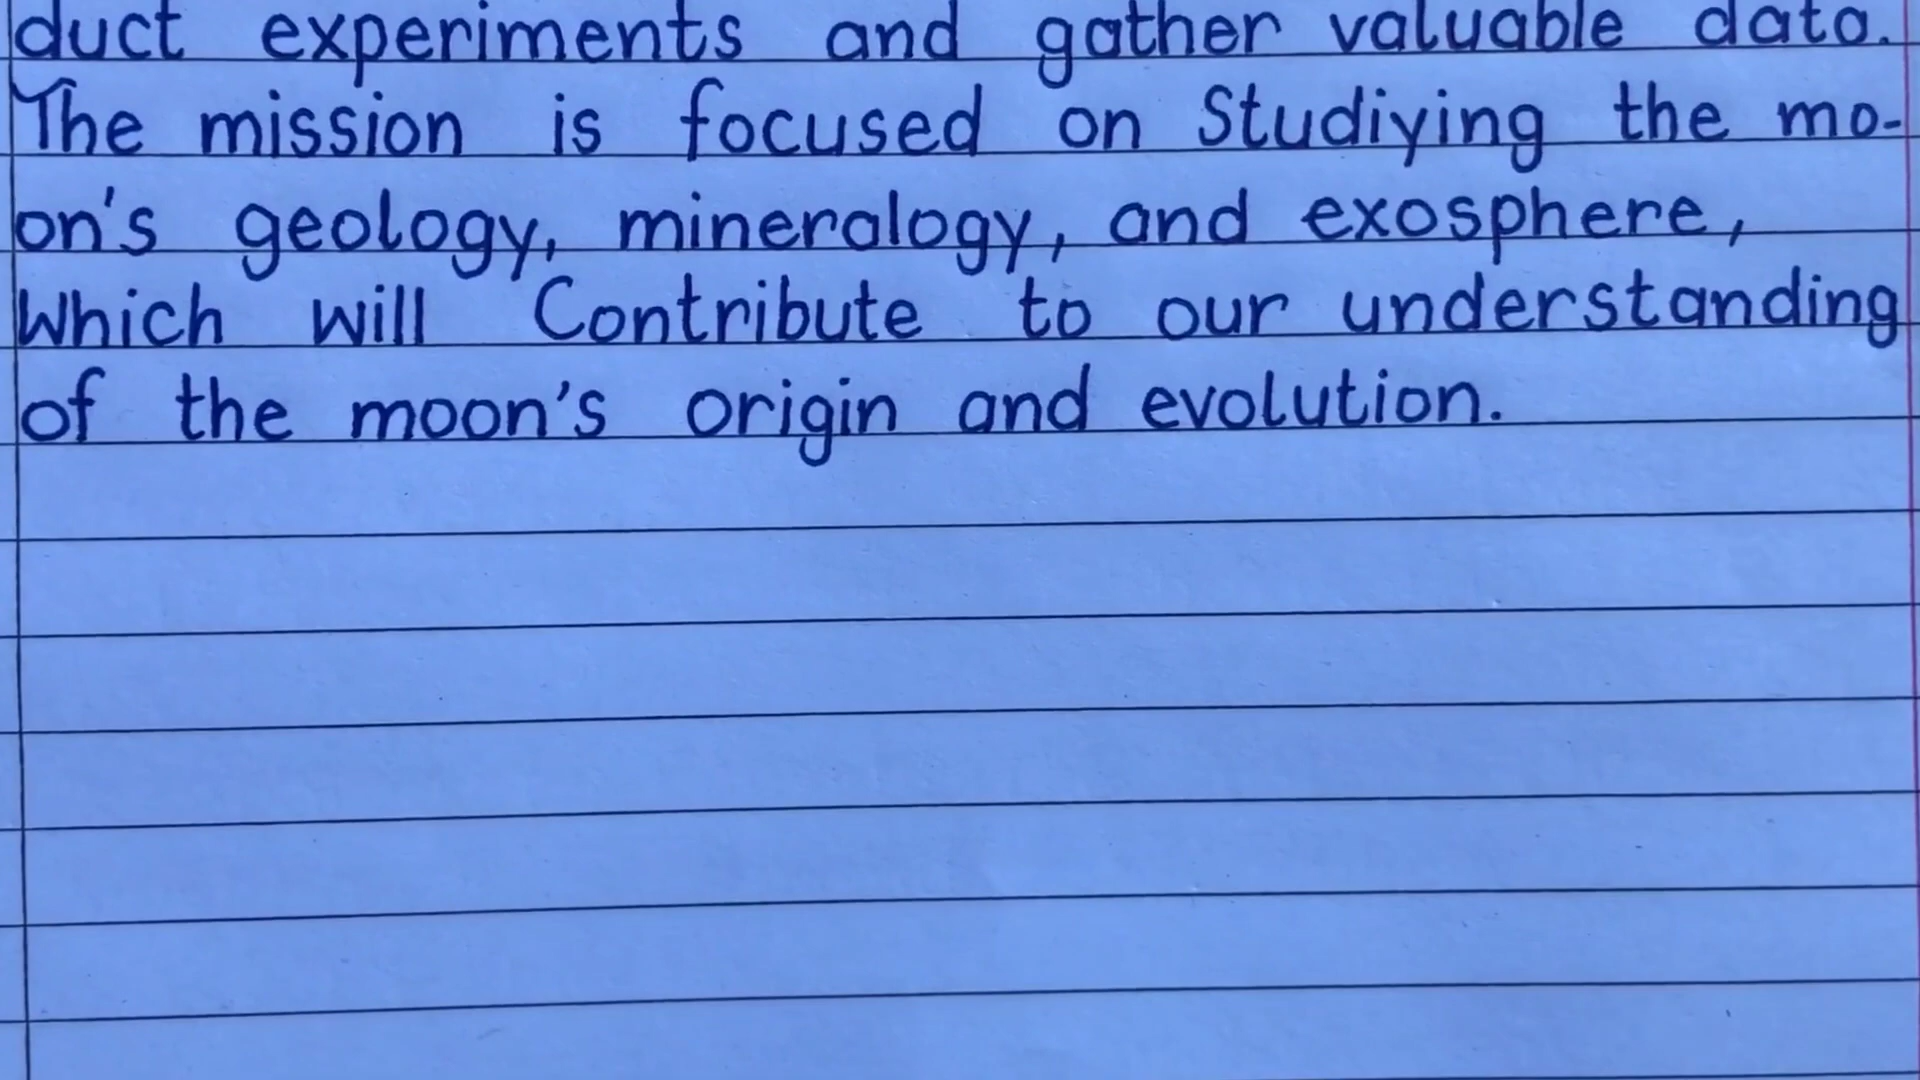 duct experiments and gather valuable data.
The mission is focused on Studiying the mo-
on's geology, mineralogy, and exosphere,
Which will Contribute to our understanding
of the moon's origin and evolution.